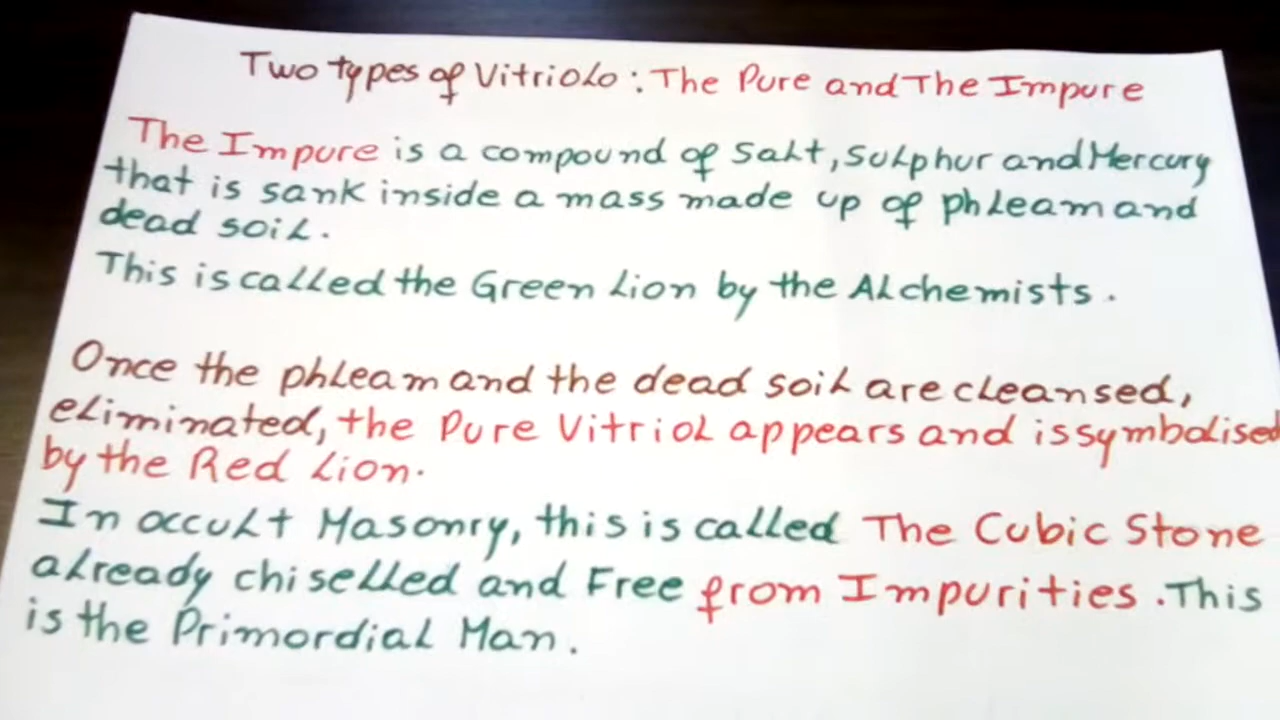 Two types of Vitriolo: The Pure and The Impure
The Impure is a compound of Salt, Sulphur and Mercury
that is sank inside a mass made up of phleam and
dead soil.
This is called the Green Lion by the Alchemists.
Once the phleam and the dead soil are cleansed,
eliminated, the Pure Vitriol appears and is symbolised
by the Red Lion.
In occult Masonry, this is called The Cubic Stone
already chiselled and Free from Impurities. This
is the Primordial Man.